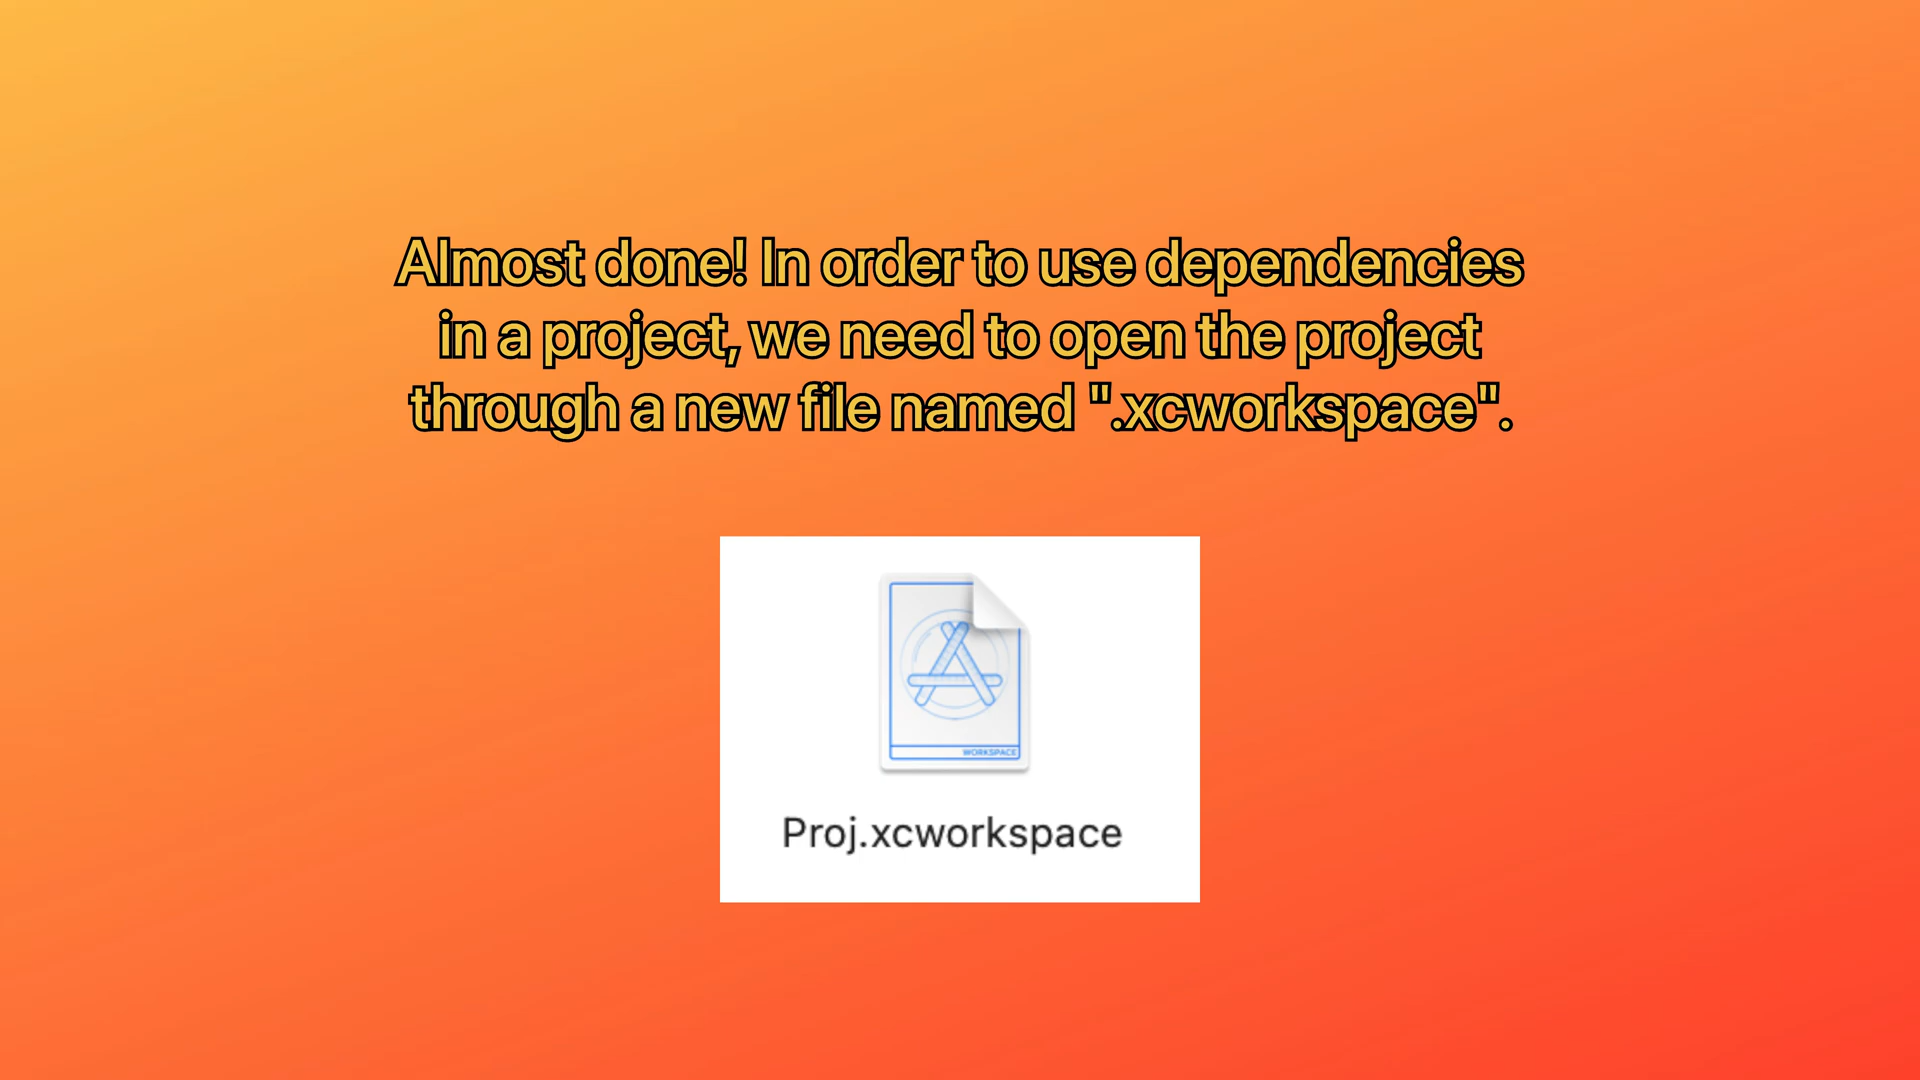 Almost done! In order to use dependencies
in a project, we need to open the project
through a new file named ".xcworkspace".
WORKSPACE
Proj.xcworkspace